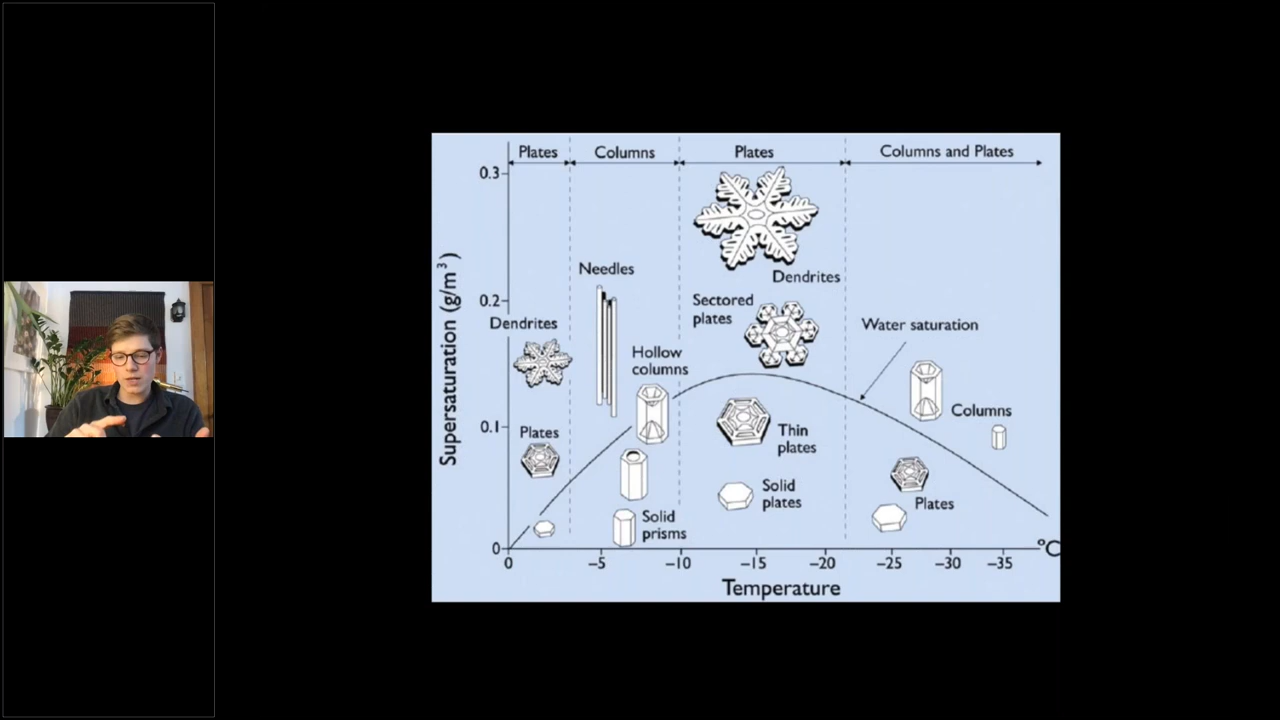 Plates
Columns
Plates
Columns and Plates
0.3
0.2
0.1
0
Supersaturation (g/m³)
Dendrites
Plates
Needles
Hollow
columns
Solid
prisms
Dendrites
Sectored
plates
Thin
plates
Solid
plates
Water saturation
Columns
Plates
0
–5
–10
–15
–20
–25
–30
–35
°C
Temperature